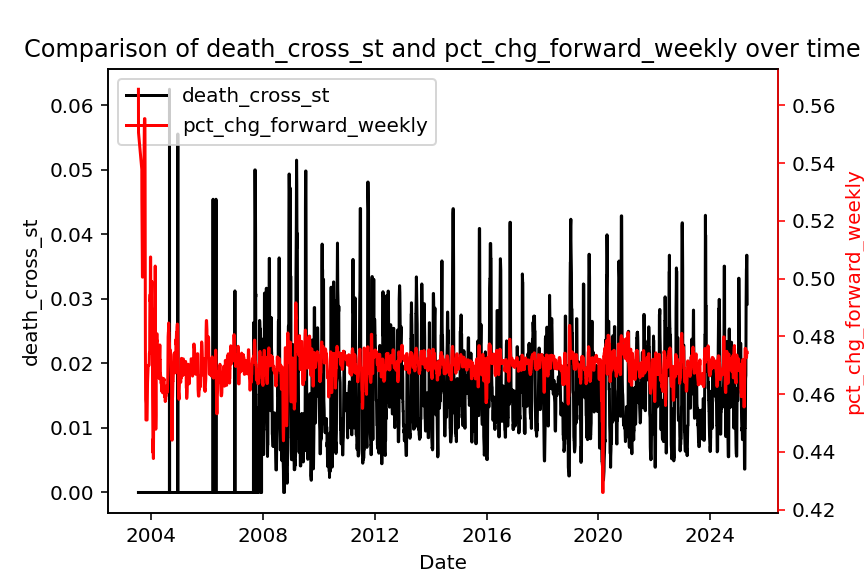 Comparison of death_cross_st and pct_chg_forward_weekly over time
death_cross_st
pct_chg_forward_weekly
0.06
0.05
0.04
0.03
0.02
0.01
0.00
death_cross_st
0.56
0.54
0.52
0.50
0.48
0.46
0.44
0.42
pct_chg_forward_weekly
2004 2008 2012 2016 2020 2024
Date